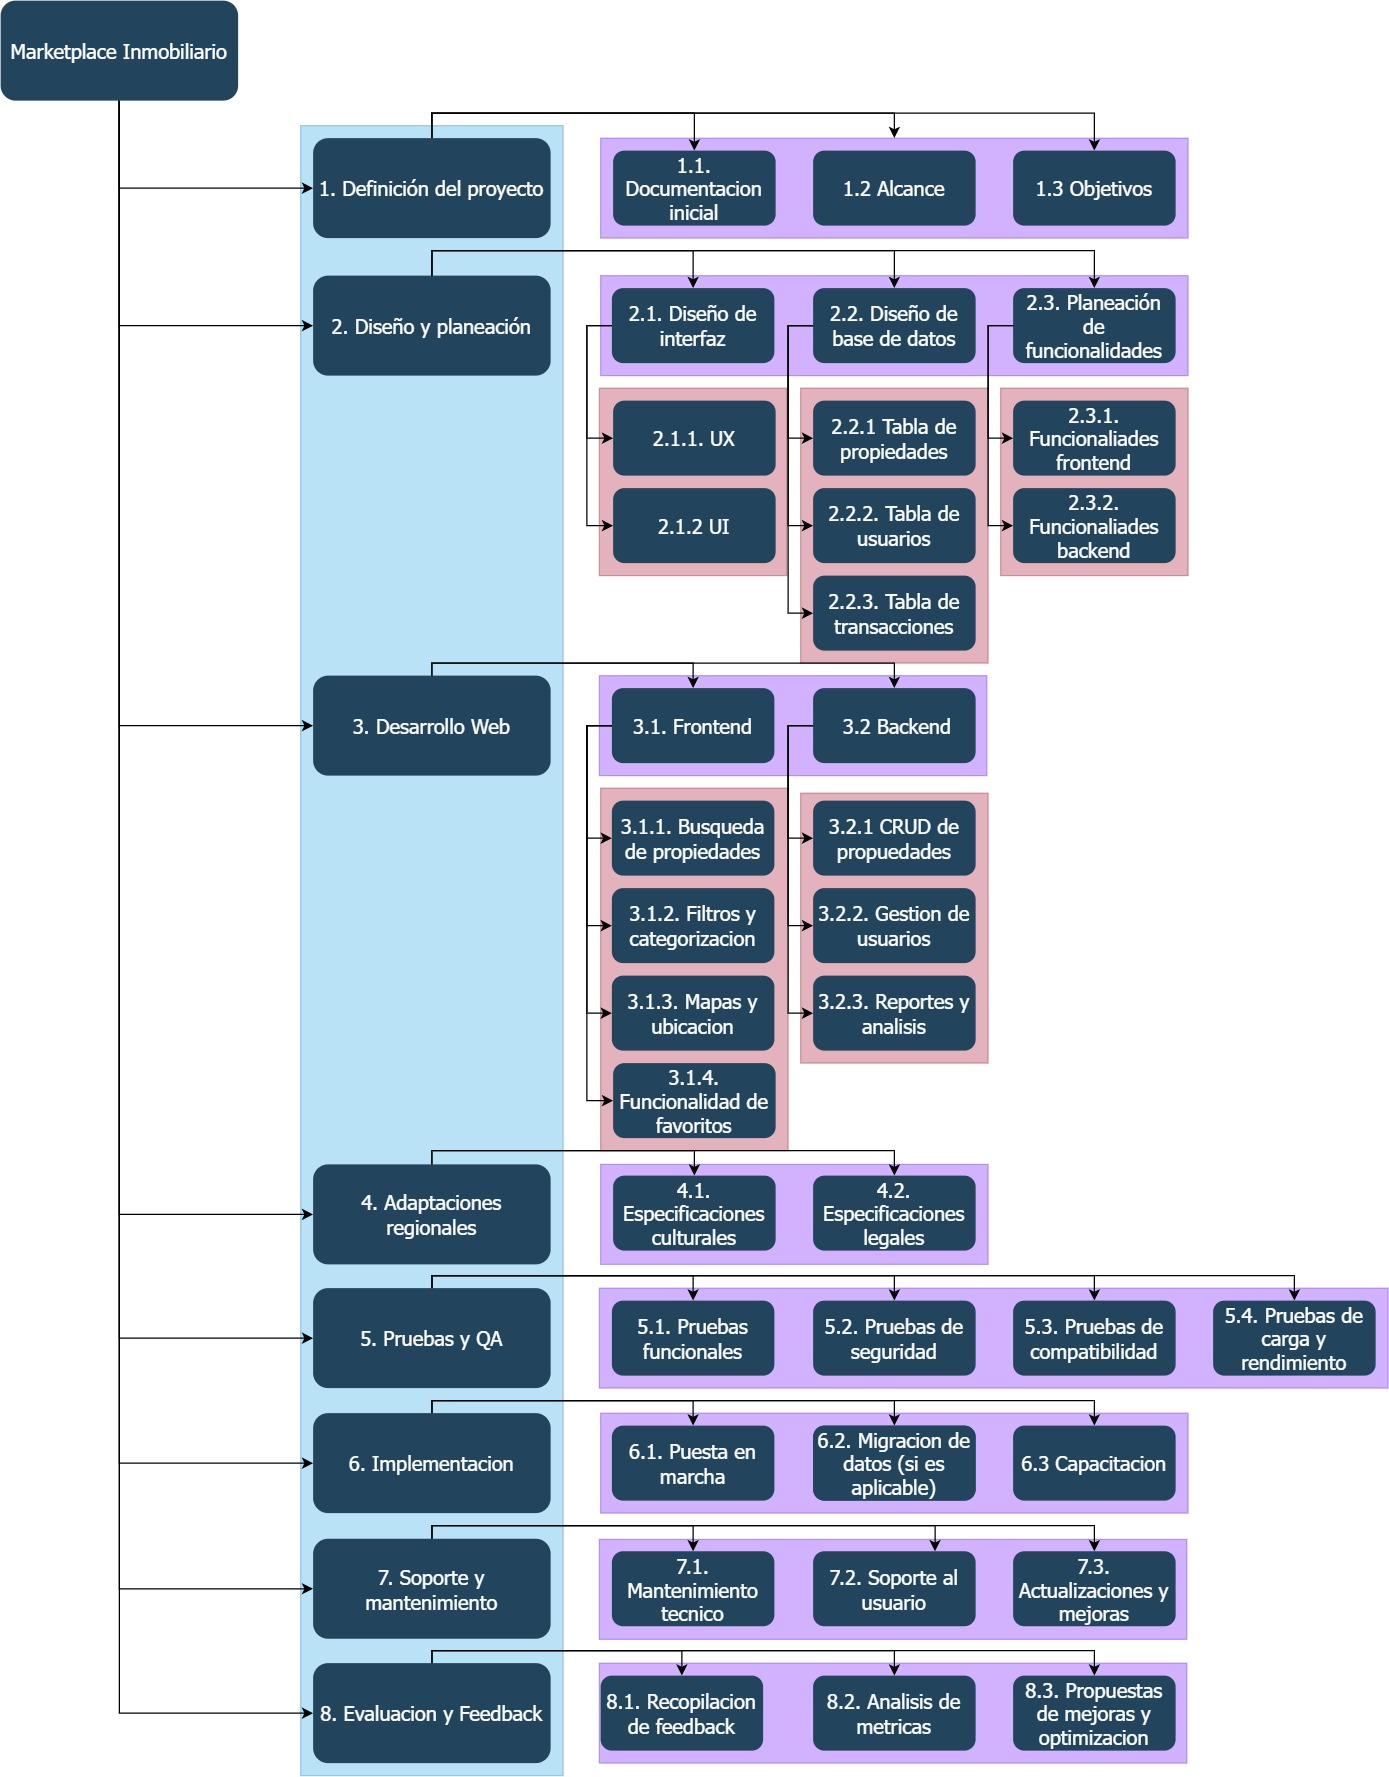 Marketplace Inmobiliario
1. Definición del proyecto
1.1.
Documentacion
inicial
1.2 Alcance
1.3 Objetivos
2. Diseño y planeación
2.1. Diseño de
interfaz
2.2. Diseño de
base de datos
2.3. Planeación
de
funcionalidades
2.1.1. UX
2.1.2 UI
2.2.1 Tabla de
propiedades
2.2.2. Tabla de
usuarios
2.2.3. Tabla de
transacciones
2.3.1.
Funcionaliades
frontend
2.3.2.
Funcionaliades
backend
3. Desarrollo Web
3.1. Frontend
3.2 Backend
3.1.1. Busqueda
de propiedades
3.1.2. Filtros y
categorizacion
3.1.3. Mapas y
ubicacion
3.1.4.
Funcionalidad de
favoritos
3.2.1 CRUD de
propuedades
3.2.2. Gestion de
usuarios
3.2.3. Reportes y
analisis
4. Adaptaciones
regionales
4.1.
Especificaciones
culturales
4.2.
Especificaciones
legales
5. Pruebas y QA
5.1. Pruebas
funcionales
5.2. Pruebas de
seguridad
5.3. Pruebas de
compatibilidad
5.4. Pruebas de
carga y
rendimiento
6. Implementacion
6.1. Puesta en
marcha
6.2. Migracion de
datos (si es
aplicable)
6.3 Capacitacion
7. Soporte y
mantenimiento
7.1.
Mantenimiento
tecnico
7.2. Soporte al
usuario
7.3.
Actualizaciones y
mejoras
8. Evaluacion y Feedback
8.1. Recopilacion
de feedback
8.2. Analisis de
metricas
8.3. Propuestas
de mejoras y
optimizacion